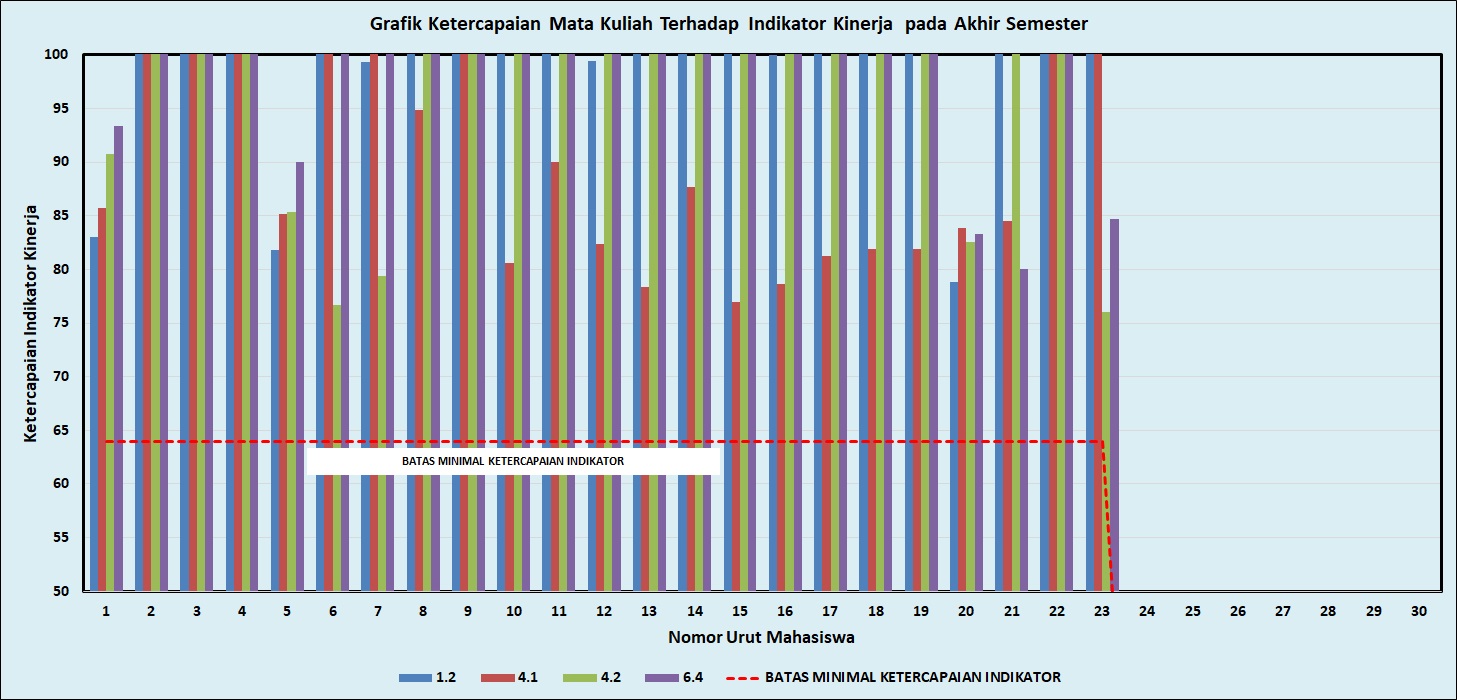 Grafik Ketercapaian Mata Kuliah Terhadap Indikator Kinerja pada Akhir Semester
Ketercapaian Indikator Kinerja
100
95
90
85
80
75
70
65
60
55
50
BATAS MINIMAL KETERCAPAIAN INDIKATOR
1 2 3 4 5 6 7 8 9 10 11 12 13 14 15 16 17 18 19 20 21 22 23 24 25 26 27 28 29 30
Nomor Urut Mahasiswa
1.2 4.1 4.2 6.4 BATAS MINIMAL KETERCAPAIAN INDIKATOR